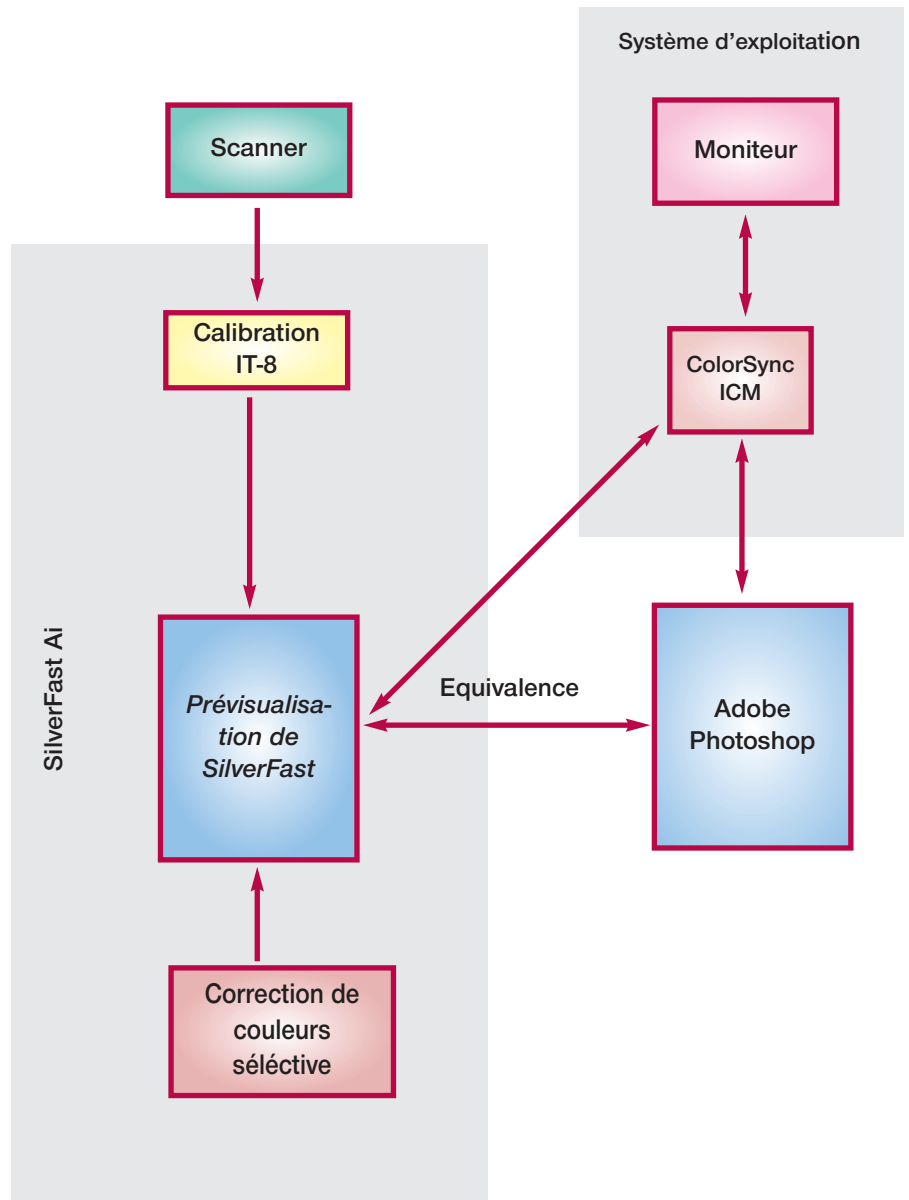 Système d'exploitation
Scanner
Moniteur
Calibration
IT-8
ColorSync
ICM
SilverFast Ai
Prévisualisa-
tion de
SilverFast
Equivalence
Adobe
Photoshop
Correction de
couleurs
séléctive